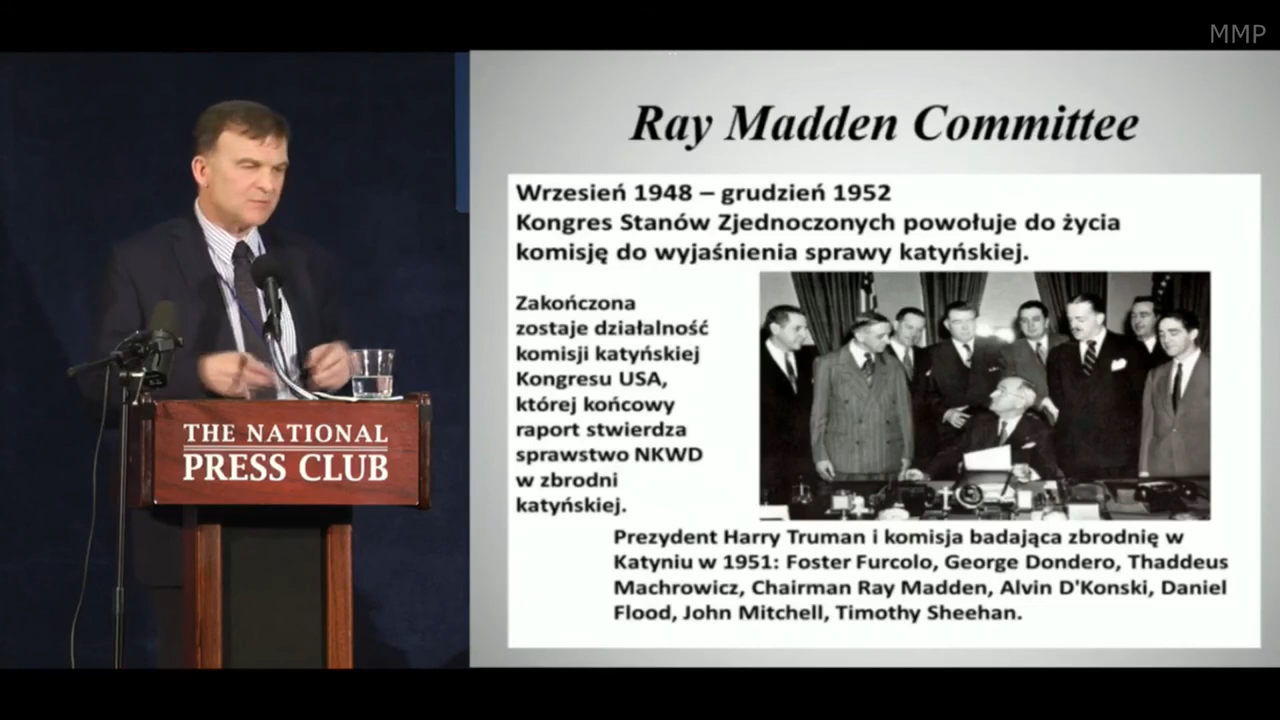 MMP
Ray Madden Committee
Wrzesień 1948 – grudzień 1952
Kongres Stanów Zjednoczonych powołuje do życia
komisję do wyjaśnienia sprawy katyńskiej.
Zakończona
zostaje działalność
komisji katyńskiej
Kongresu USA,
której końcowy
raport stwierdza
sprawstwo NKWD
w zbrodni
katyńskiej.
Prezydent Harry Truman i komisja badająca zbrodnię w
Katyniu w 1951: Foster Furcolo, George Dondero, Thaddeus
Machrowicz, Chairman Ray Madden, Alvin D'Konski, Daniel
Flood, John Mitchell, Timothy Sheehan.
THE NATIONAL
PRESS CLUB